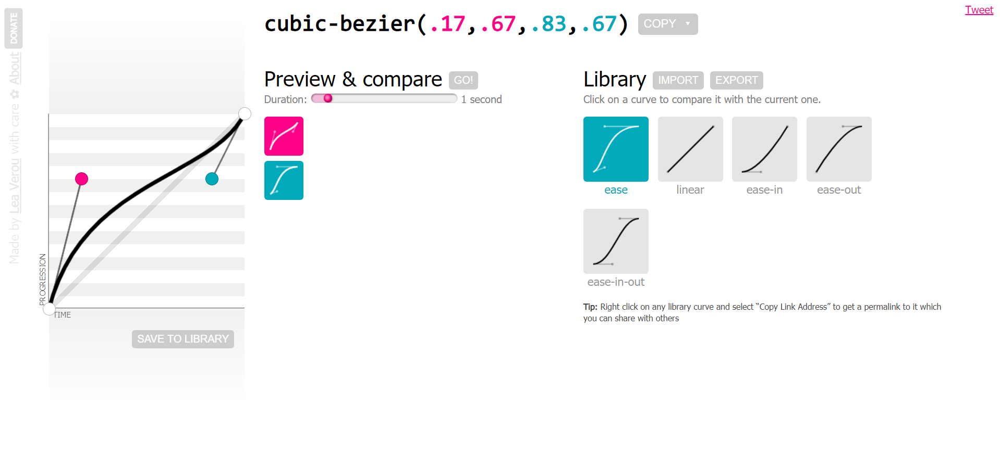 Tweet
cubic-bezier(.17,.67,.83,.67) COPY ▼
Made by Lea Verou with care ✿ About DONATE
PROGRESSION
TIME
SAVE TO LIBRARY
Preview & compare GO!
Duration: 1 second
Library IMPORT EXPORT
Click on a curve to compare it with the current one.
ease linear ease-in ease-out
ease-in-out
Tip: Right click on any library curve and select “Copy Link Address” to get a permalink to it which
you can share with others